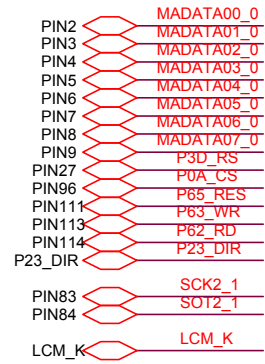 PIN2 MADATA00_0
PIN3 MADATA01_0
PIN4 MADATA02_0
PIN5 MADATA03_0
PIN6 MADATA04_0
PIN7 MADATA05_0
PIN8 MADATA06_0
PIN9 MADATA07_0
PIN27 P3D_RS
PIN96 P0A_CS
PIN111 P65_RES
PIN113 P63_WR
PIN114 P62_RD
P23_DIR P23_DIR
PIN83 SCK2_1
PIN84 SOT2_1
LCM_K LCM_K